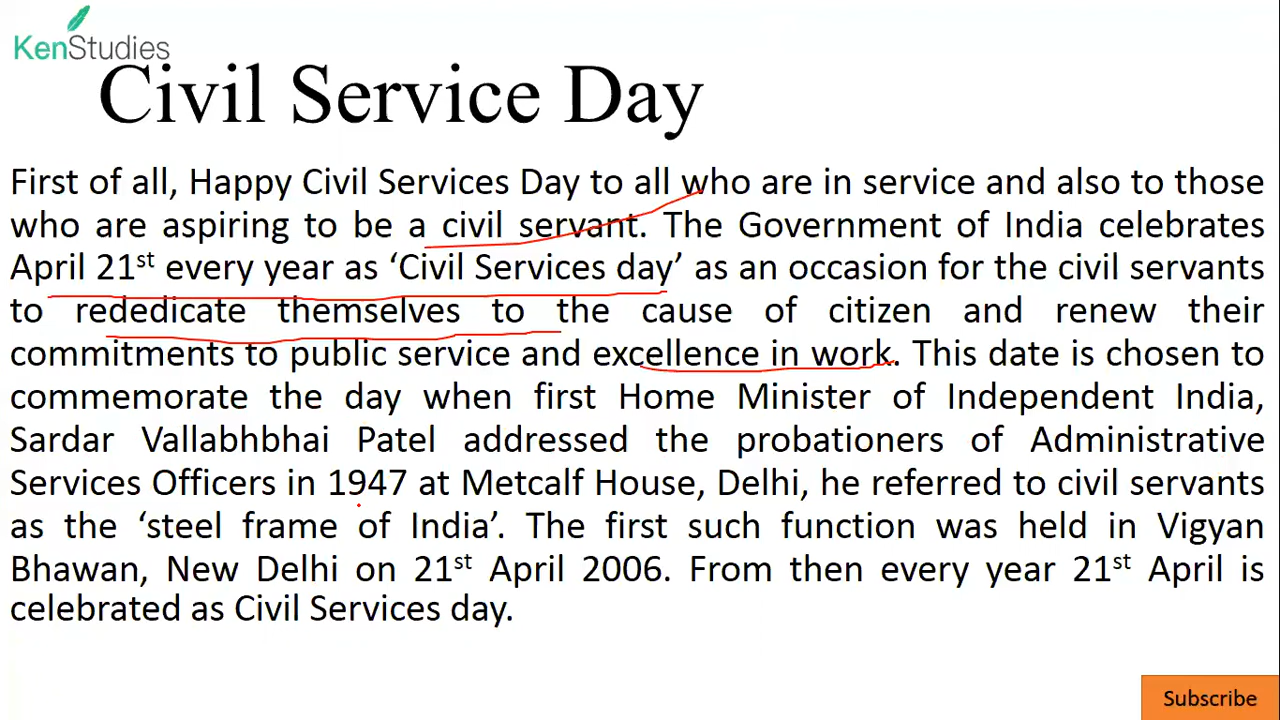 KenStudies
Civil Service Day
First of all, Happy Civil Services Day to all who are in service and also to those
who are aspiring to be a civil servant. The Government of India celebrates
April 21st every year as ‘Civil Services day’ as an occasion for the civil servants
to rededicate themselves to the cause of citizen and renew their
commitments to public service and excellence in work. This date is chosen to
commemorate the day when first Home Minister of Independent India,
Sardar Vallabhbhai Patel addressed the probationers of Administrative
Services Officers in 1947 at Metcalf House, Delhi, he referred to civil servants
as the ‘steel frame of India’. The first such function was held in Vigyan
Bhawan, New Delhi on 21st April 2006. From then every year 21st April is
celebrated as Civil Services day.
Subscribe